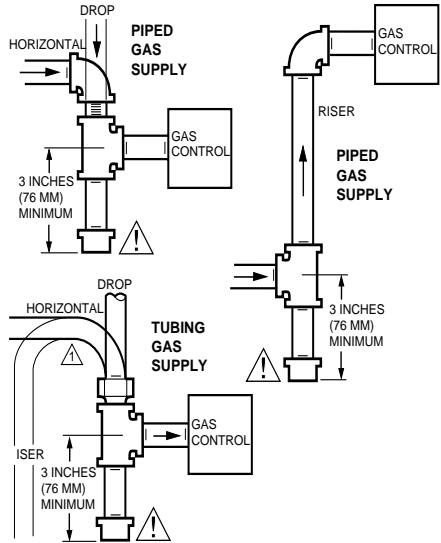 DROP
HORIZONTAL
PIPED
GAS
SUPPLY
GAS
CONTROL
3 INCHES
(76 MM)
MINIMUM
!
GAS
CONTROL
RISER
PIPED
GAS
SUPPLY
3 INCHES
(76 MM)
MINIMUM
!
DROP
HORIZONTAL
1
TUBING
GAS
SUPPLY
GAS
CONTROL
ISER
3 INCHES
(76 MM)
MINIMUM
!